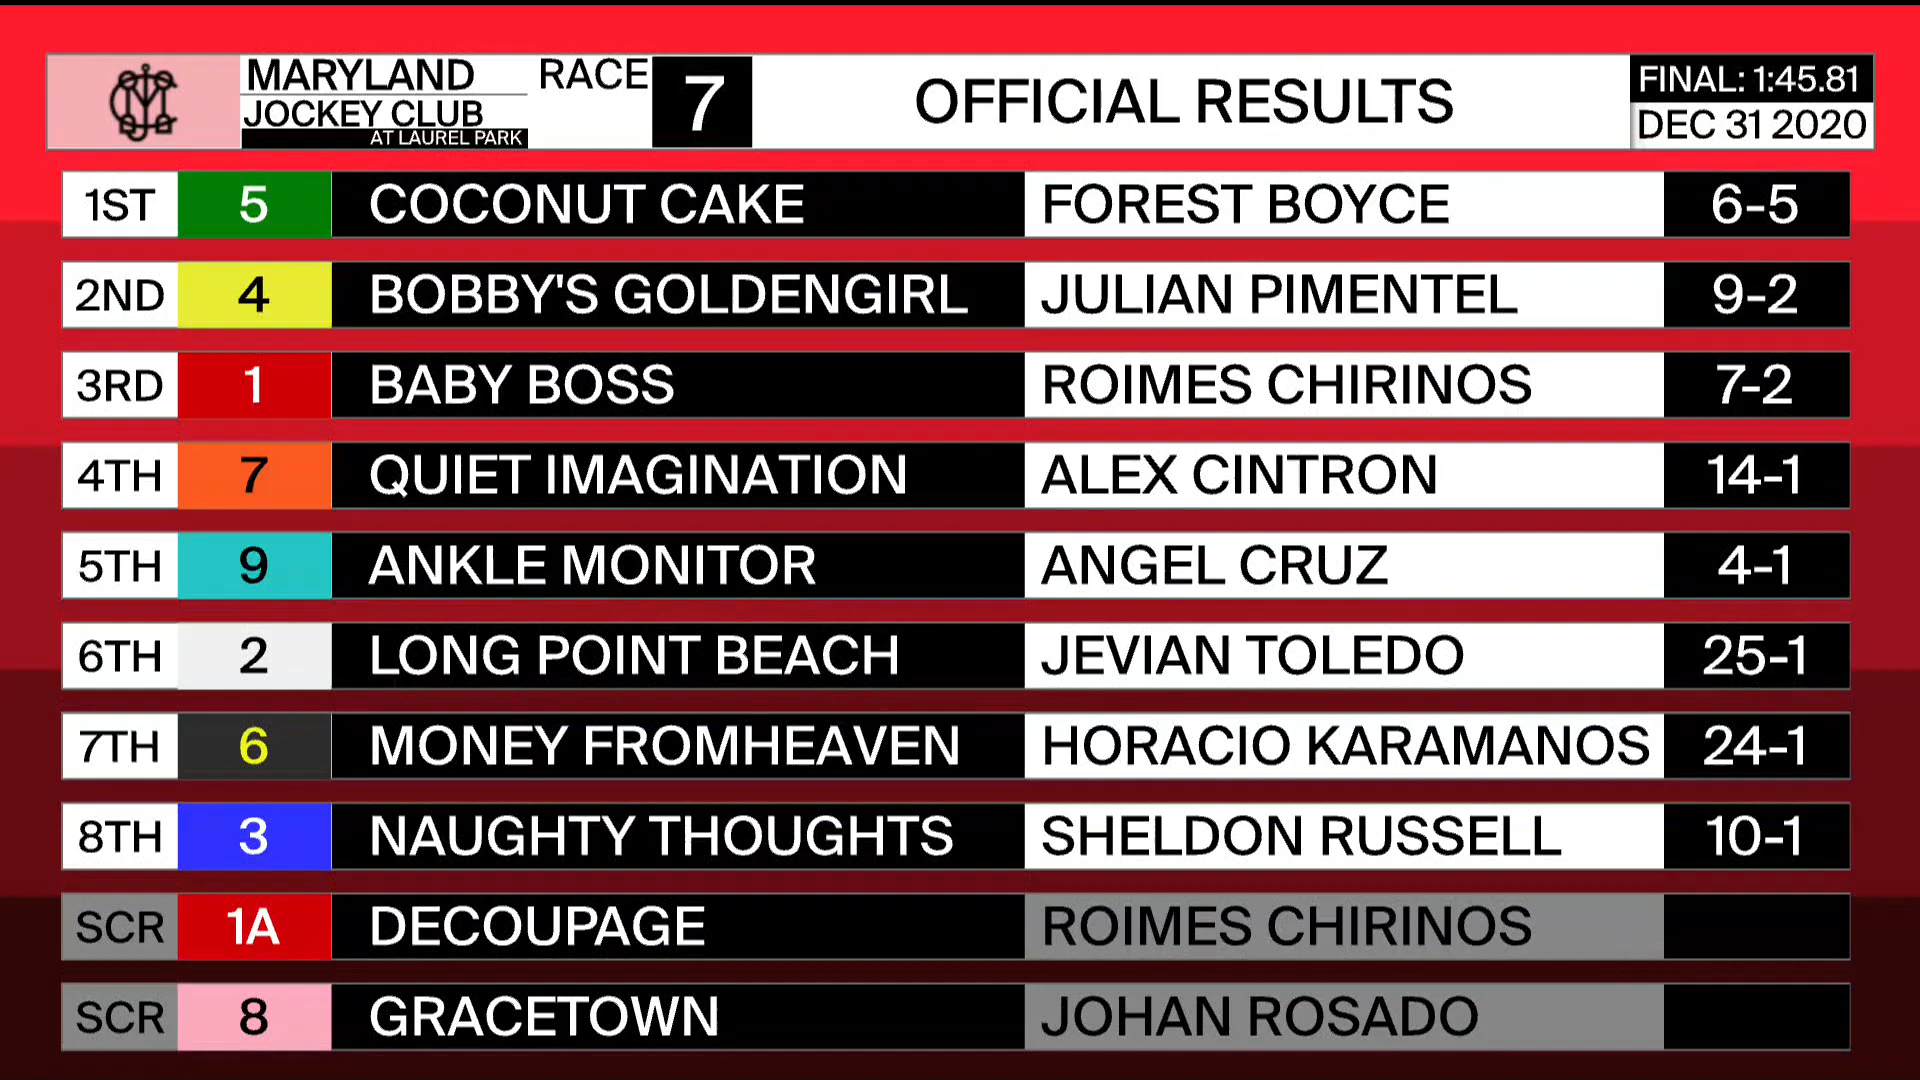 MARYLAND
JOCKEY CLUB
AT LAUREL PARK
RACE 7
OFFICIAL RESULTS
FINAL: 1:45.81
DEC 31 2020
1ST 5 COCONUT CAKE FOREST BOYCE 6-5
2ND 4 BOBBY'S GOLDENGIRL JULIAN PIMENTEL 9-2
3RD 1 BABY BOSS ROIMES CHIRINOS 7-2
4TH 7 QUIET IMAGINATION ALEX CINTRON 14-1
5TH 9 ANKLE MONITOR ANGEL CRUZ 4-1
6TH 2 LONG POINT BEACH JEVIAN TOLEDO 25-1
7TH 6 MONEY FROMHEAVEN HORACIO KARAMANOS 24-1
8TH 3 NAUGHTY THOUGHTS SHELDON RUSSELL 10-1
SCR 1A DECOUPAGE ROIMES CHIRINOS
SCR 8 GRACETOWN JOHAN ROSADO